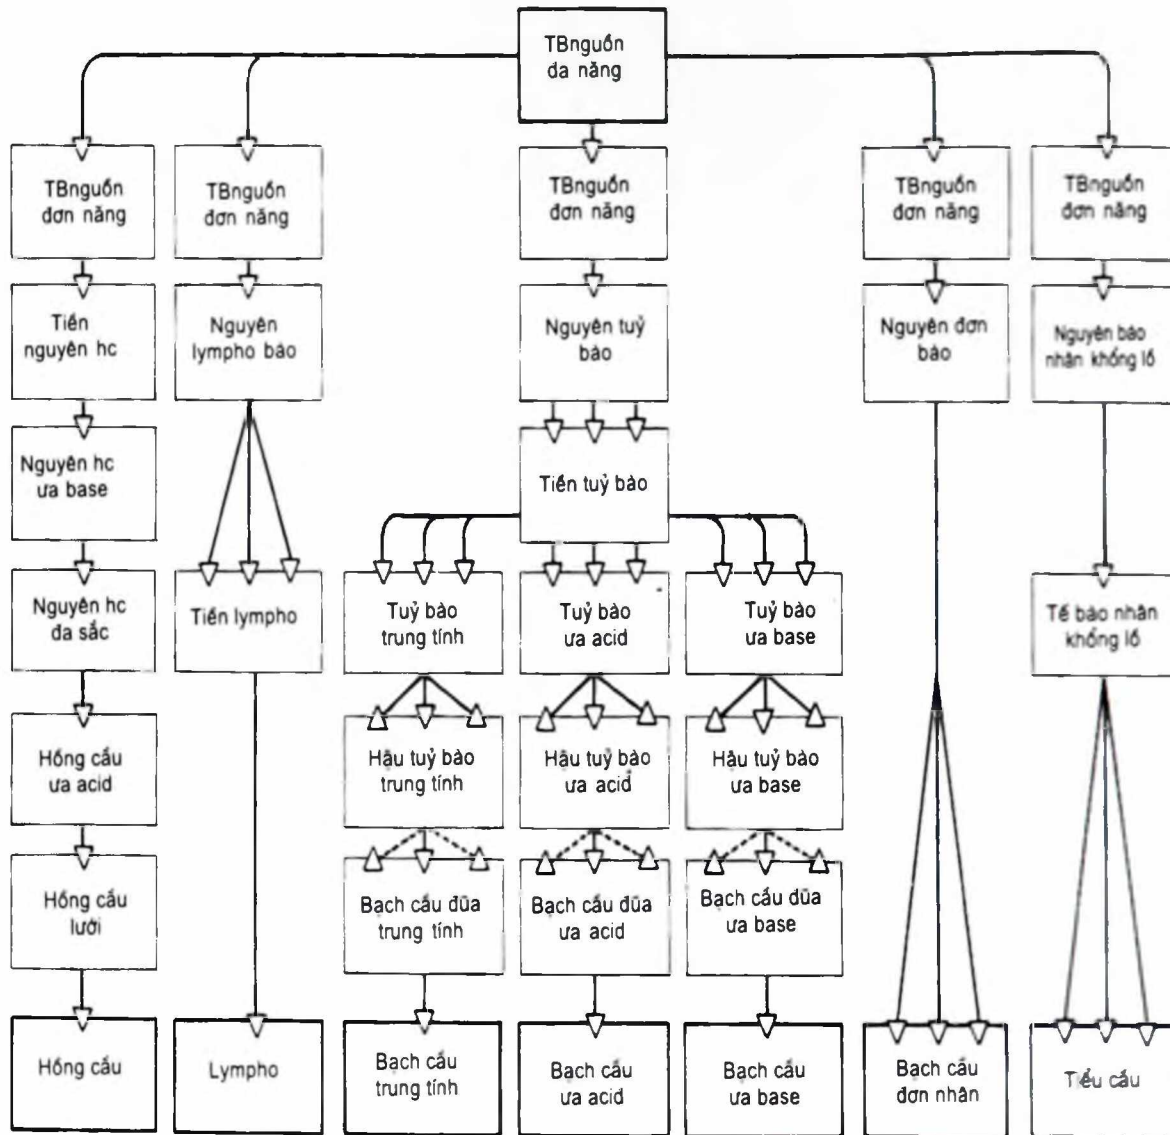 TBnguồn
đa năng
TBnguồn
đơn năng
TBnguồn
đơn năng
TBnguồn
đơn năng
TBnguồn
đơn năng
TBnguồn
đơn năng
Tiền
nguyên hc
Nguyên
lympho bào
Nguyên tuỷ
bào
Nguyên đơn
bào
Nguyên bào
nhân khổng lồ
Nguyên hc
ưa base
Tiền tuỷ bào
Nguyên hc
đa sắc
Tiền lympho
Tuỷ bào
trung tính
Tuỷ bào
ưa acid
Tuỷ bào
ưa base
Tế bào nhân
khổng lồ
Hồng cầu
ưa acid
Hậu tuỷ bào
trung tính
Hậu tuỷ bào
ưa acid
Hậu tuỷ bào
ưa base
Hồng cầu
lưới
Bạch cầu đũa
trung tính
Bạch cầu đũa
ưa acid
Bạch cầu đũa
ưa base
Hồng cầu
Lympho
Bạch cầu
trung tính
Bạch cầu
ưa acid
Bạch cầu
ưa base
Bạch cầu
đơn nhân
Tiểu cầu